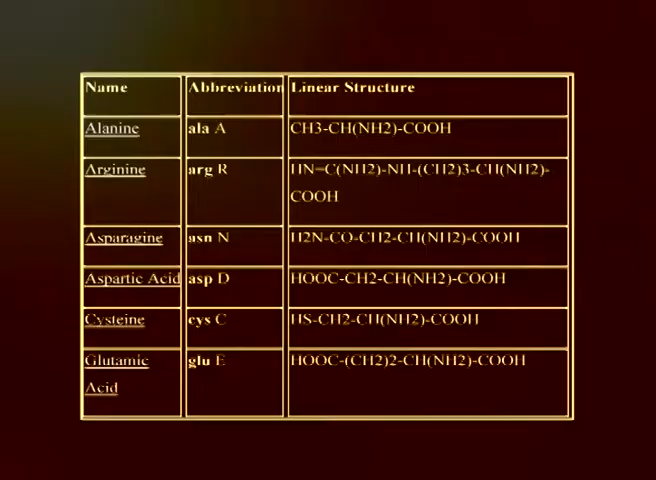 Name Abbreviation Linear Structure
Alanine ala A CH3-CH(NH2)-COOH
Arginine arg R HN=C(NH2)-NH-(CH2)3-CH(NH2)-
COOH
Asparagine asn N H2N-CO-CH2-CH(NH2)-COOH
Aspartic Acid asp D HOOC-CH2-CH(NH2)-COOH
Cysteine cys C HS-CH2-CH(NH2)-COOH
Glutamic glu E HOOC-(CH2)2-CH(NH2)-COOH
Acid